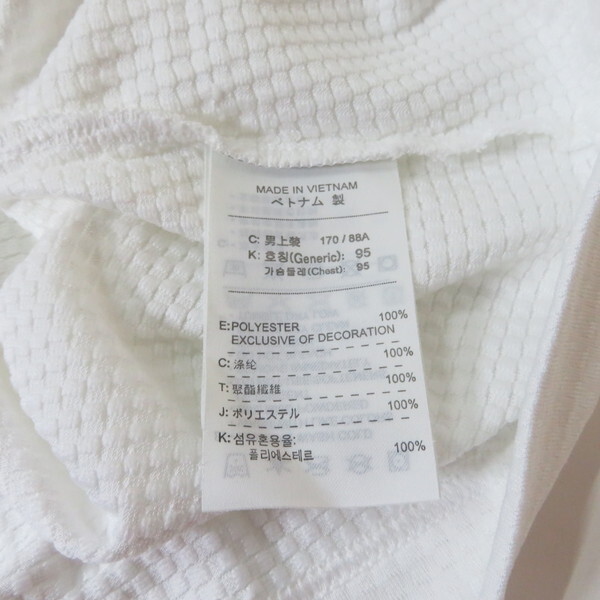 MADE IN VIETNAM
ベトナム 製
C: 男上裝 170 / 88A
K: 호칭(Generic): 95
가슴둘레(Chest): 95
E:POLYESTER 100%
EXCLUSIVE OF DECORATION
C: 涤纶 100%
T: 聚酯纖維 100%
J: ポリエステル 100%
K: 섬유혼용율:
폴리에스테르 100%